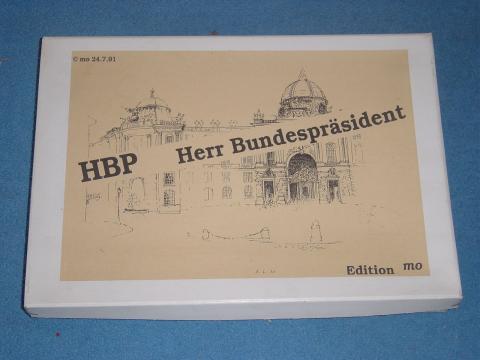 © mo 24.7.91
HBP Herr Bundespräsident
Edition mo